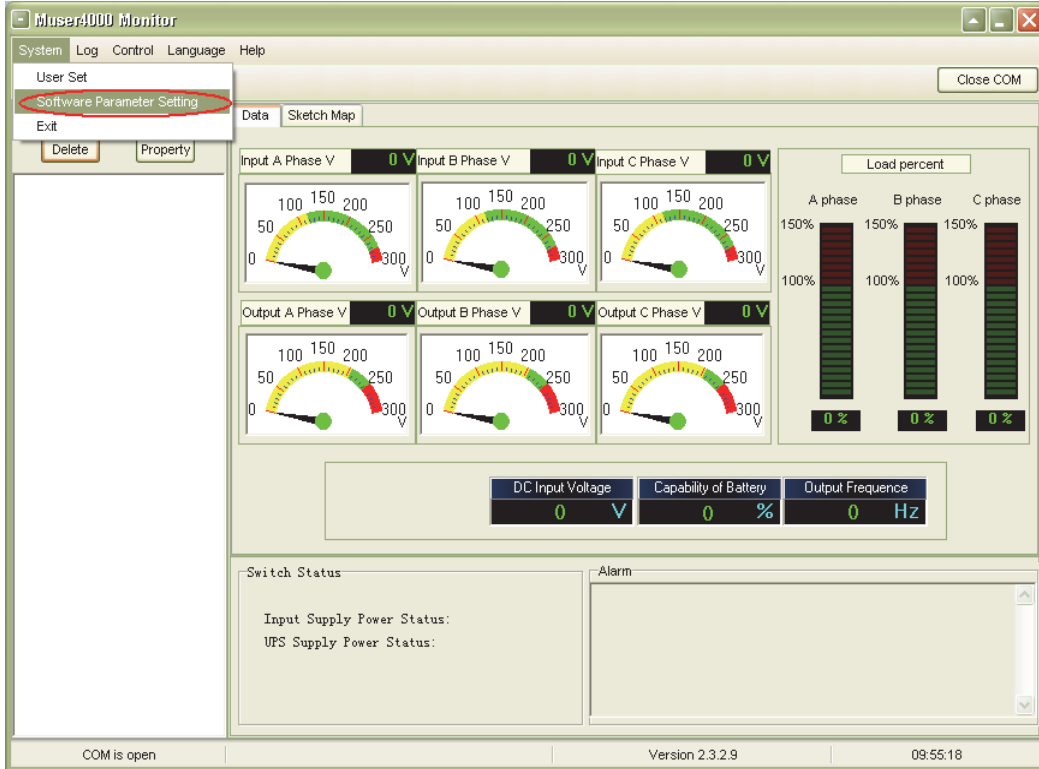 Muser4000 Monitor
System Log Control Language Help
User Set
Software Parameter Setting
Exit
Close COM
Delete Property
Data Sketch Map
Input A Phase V 0 V Input B Phase V 0 V Input C Phase V 0 V
0 50 100 150 200 250 300 V
0 50 100 150 200 250 300 V
0 50 100 150 200 250 300 V
Output A Phase V 0 V Output B Phase V 0 V Output C Phase V 0 V
0 50 100 150 200 250 300 V
0 50 100 150 200 250 300 V
0 50 100 150 200 250 300 V
Load percent
A phase B phase C phase
150% 150% 150%
100% 100% 100%
0 % 0 % 0 %
DC Input Voltage Capability of Battery Output Frequence
0 V 0 % 0 Hz
Switch Status
Input Supply Power Status:
UPS Supply Power Status:
Alarm
COM is open Version 2.3.2.9 09:55:18